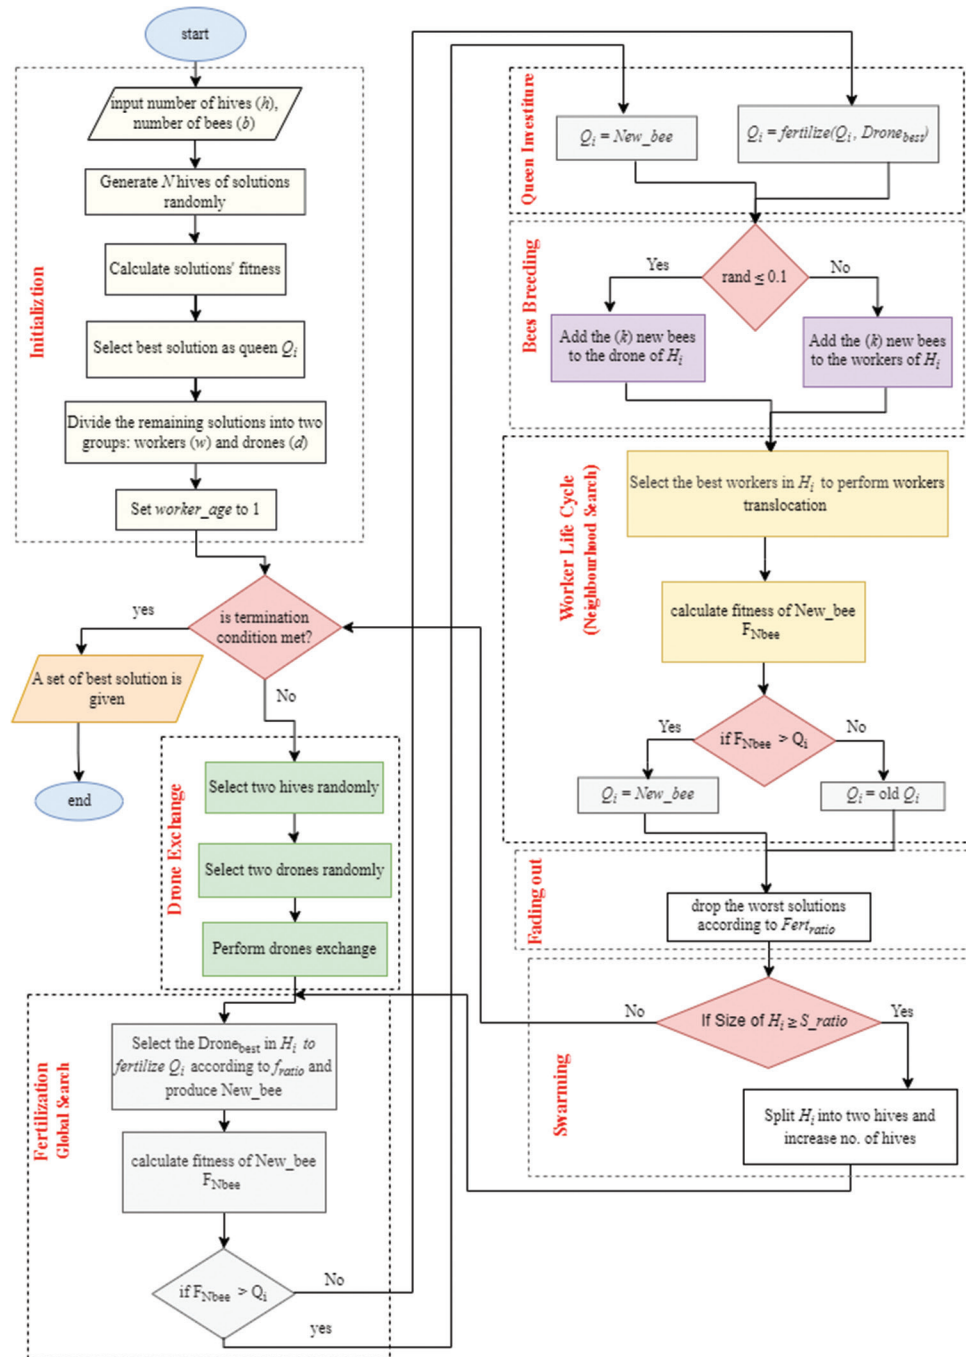 start
Initializtion
input number of hives (h),
number of bees (b)
Generate N hives of solutions
randomly
Calculate solutions' fitness
Select best solution as queen Qi
Divide the remaining solutions into two
groups: workers (w) and drones (d)
Set worker_age to 1
is termination
condition met?
yes
No
A set of best solution is
given
end
Drone Exchange
Select two hives randomly
Select two drones randomly
Perform drones exchange
Fertilization
Global Search
Select the Dronebest in Hi to
fertilize Qi according to fratio and
produce New_bee
calculate fitness of New_bee
FNbee
if FNbee > Qi
No
yes
Queen Investiture
Qi = New_bee
Qi = fertilize(Qi , Dronebest)
Bees Breeding
rand ≤ 0.1
Yes
No
Add the (k) new bees
to the drone of Hi
Add the (k) new bees
to the workers of Hi
Worker Life Cycle
(Neighbourhood Search)
Select the best workers in Hi to perform workers
translocation
calculate fitness of New_bee
FNbee
if FNbee > Qi
Yes
No
Qi = New_bee
Qi = old Qi
Fading out
drop the worst solutions
according to Fertratio
Swarming
If Size of Hi ≥ S_ratio
No
Yes
Split Hi into two hives and
increase no. of hives